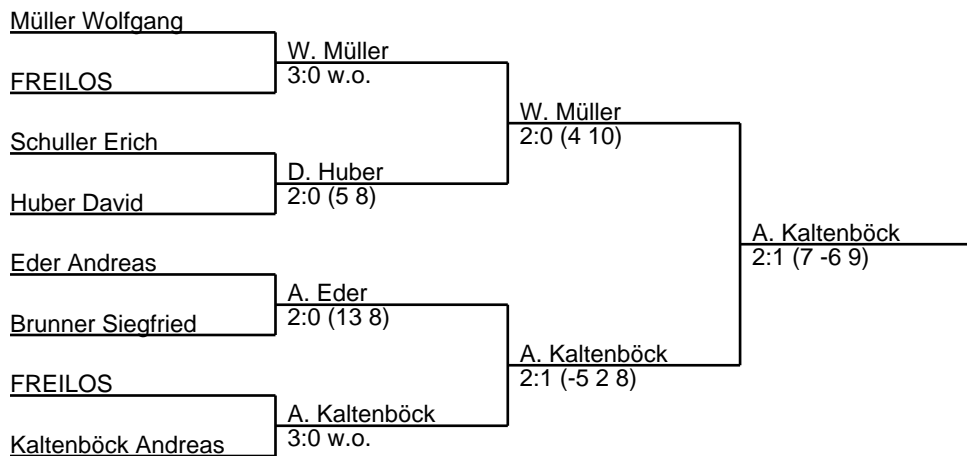 Müller Wolfgang
FREILOS
Schuller Erich
Huber David
Eder Andreas
Brunner Siegfried
FREILOS
Kaltenböck Andreas
W. Müller
3:0 w.o.
D. Huber
2:0 (5 8)
A. Eder
2:0 (13 8)
A. Kaltenböck
3:0 w.o.
W. Müller
2:0 (4 10)
A. Kaltenböck
2:1 (-5 2 8)
A. Kaltenböck
2:1 (7 -6 9)